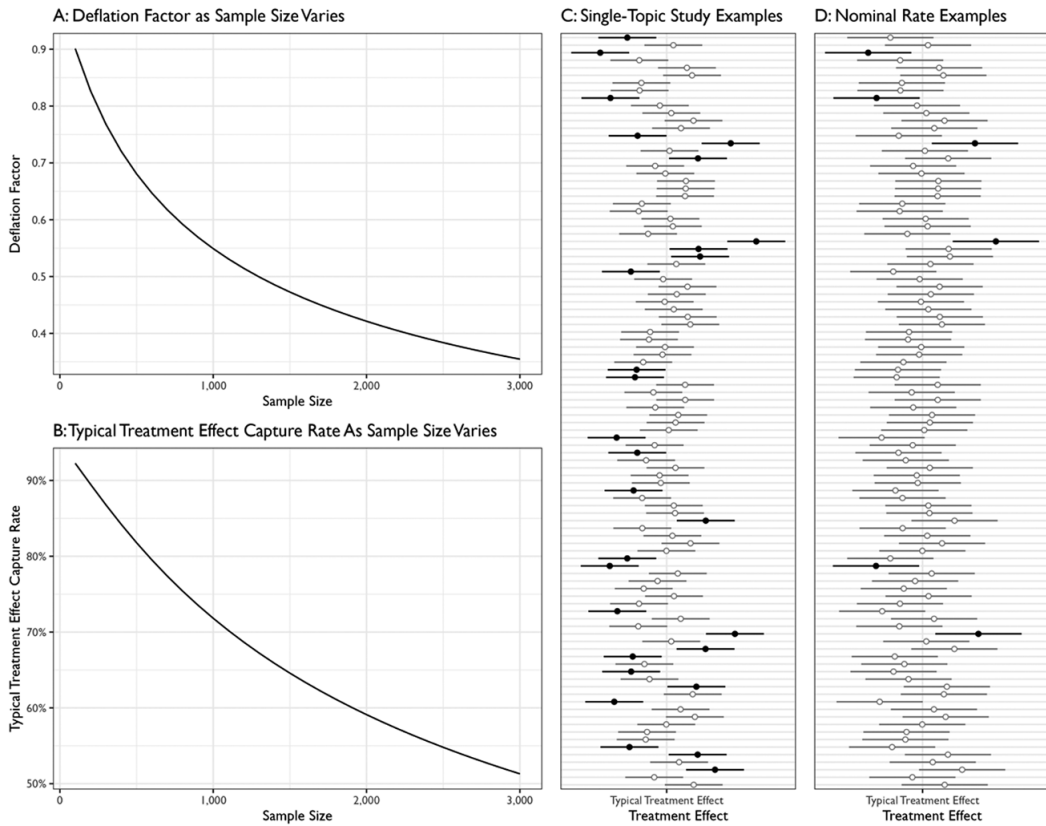 A: Deflation Factor as Sample Size Varies
0.9
0.8
0.7
0.6
0.5
0.4
Deflation Factor
0
1,000
2,000
3,000
Sample Size
B: Typical Treatment Effect Capture Rate As Sample Size Varies
90%
80%
70%
60%
50%
Typical Treatment Effect Capture Rate
0
1,000
2,000
3,000
Sample Size
C: Single-Topic Study Examples
Typical Treatment Effect
Treatment Effect
D: Nominal Rate Examples
Typical Treatment Effect
Treatment Effect